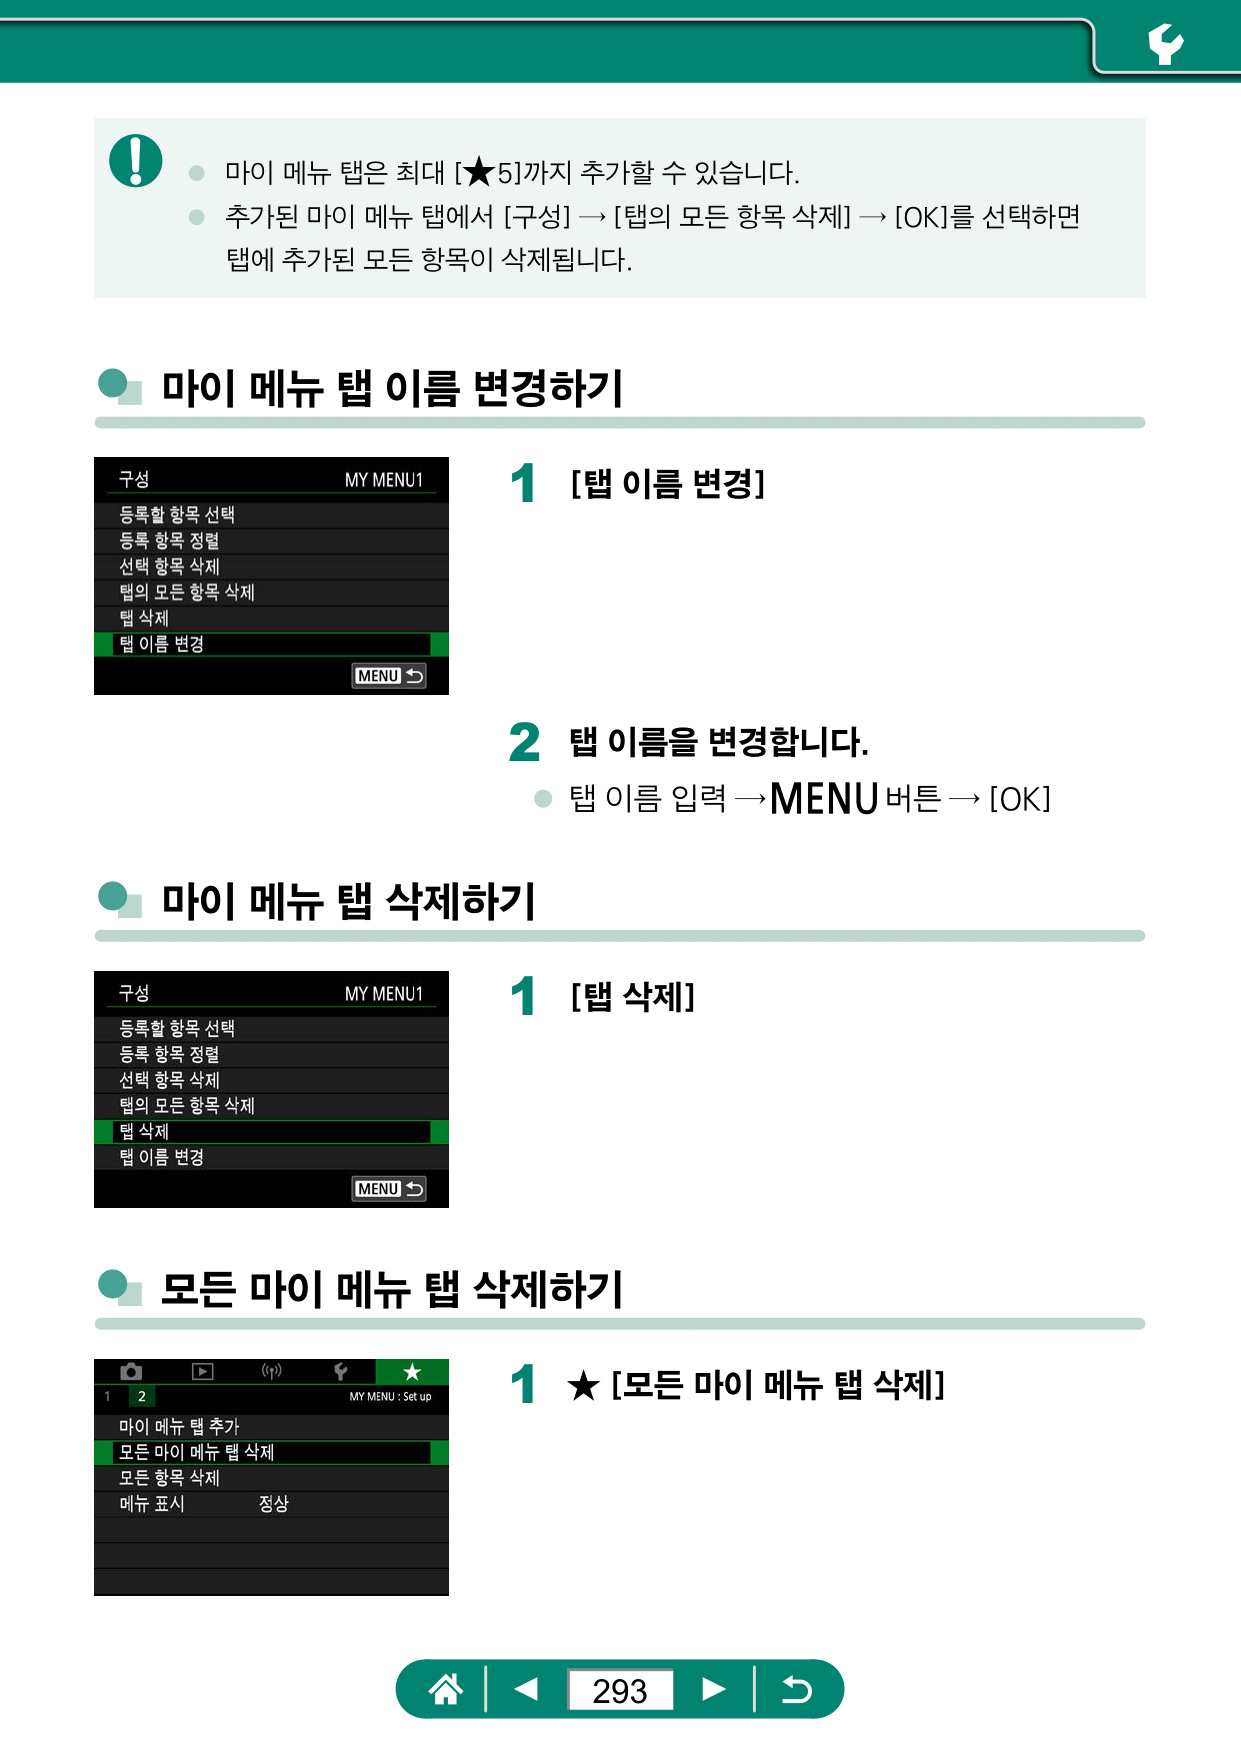 마이 메뉴 탭은 최대 [★5]까지 추가할 수 있습니다.
추가된 마이 메뉴 탭에서 [구성] → [탭의 모든 항목 삭제] → [OK]를 선택하면
탭에 추가된 모든 항목이 삭제됩니다.
마이 메뉴 탭 이름 변경하기
구성 MY MENU1
등록할 항목 선택
등록 항목 정렬
선택 항목 삭제
탭의 모든 항목 삭제
탭 삭제
탭 이름 변경
MENU
1 [탭 이름 변경]
2 탭 이름을 변경합니다.
탭 이름 입력 → MENU 버튼 → [OK]
마이 메뉴 탭 삭제하기
구성 MY MENU1
등록할 항목 선택
등록 항목 정렬
선택 항목 삭제
탭의 모든 항목 삭제
탭 삭제
탭 이름 변경
MENU
1 [탭 삭제]
모든 마이 메뉴 탭 삭제하기
1 2 MY MENU : Set up
마이 메뉴 탭 추가
모든 마이 메뉴 탭 삭제
모든 항목 삭제
메뉴 표시 정상
1 ★ [모든 마이 메뉴 탭 삭제]
293